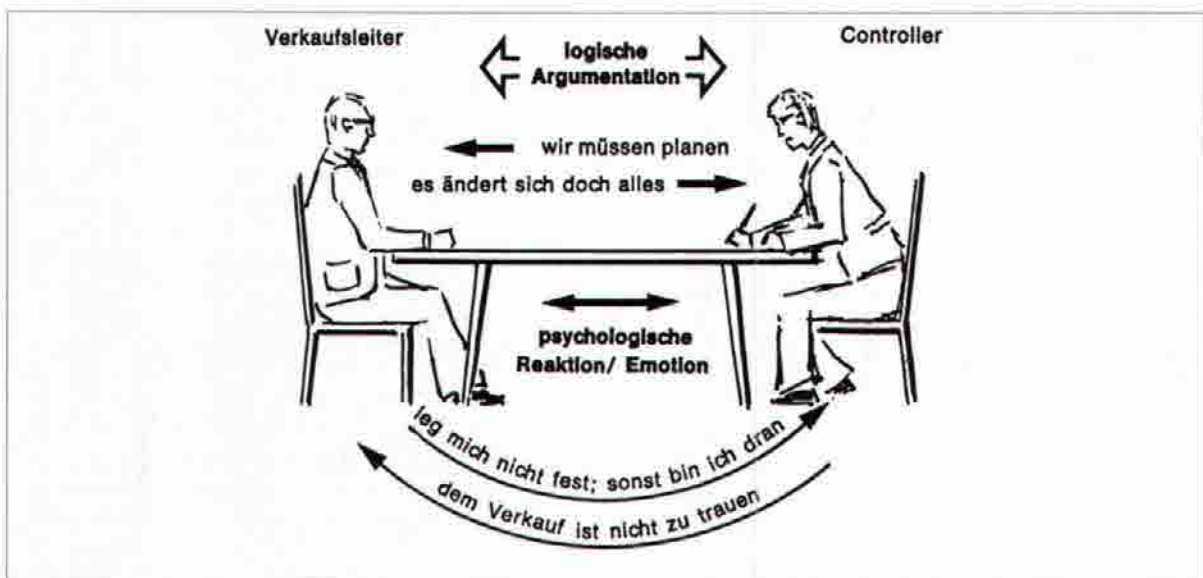 Verkaufsleiter
Controller
logische
Argumentation
wir müssen planen
es ändert sich doch alles
psychologische
Reaktion/ Emotion
leg mich nicht fest; sonst bin ich dran
dem Verkauf ist nicht zu trauen